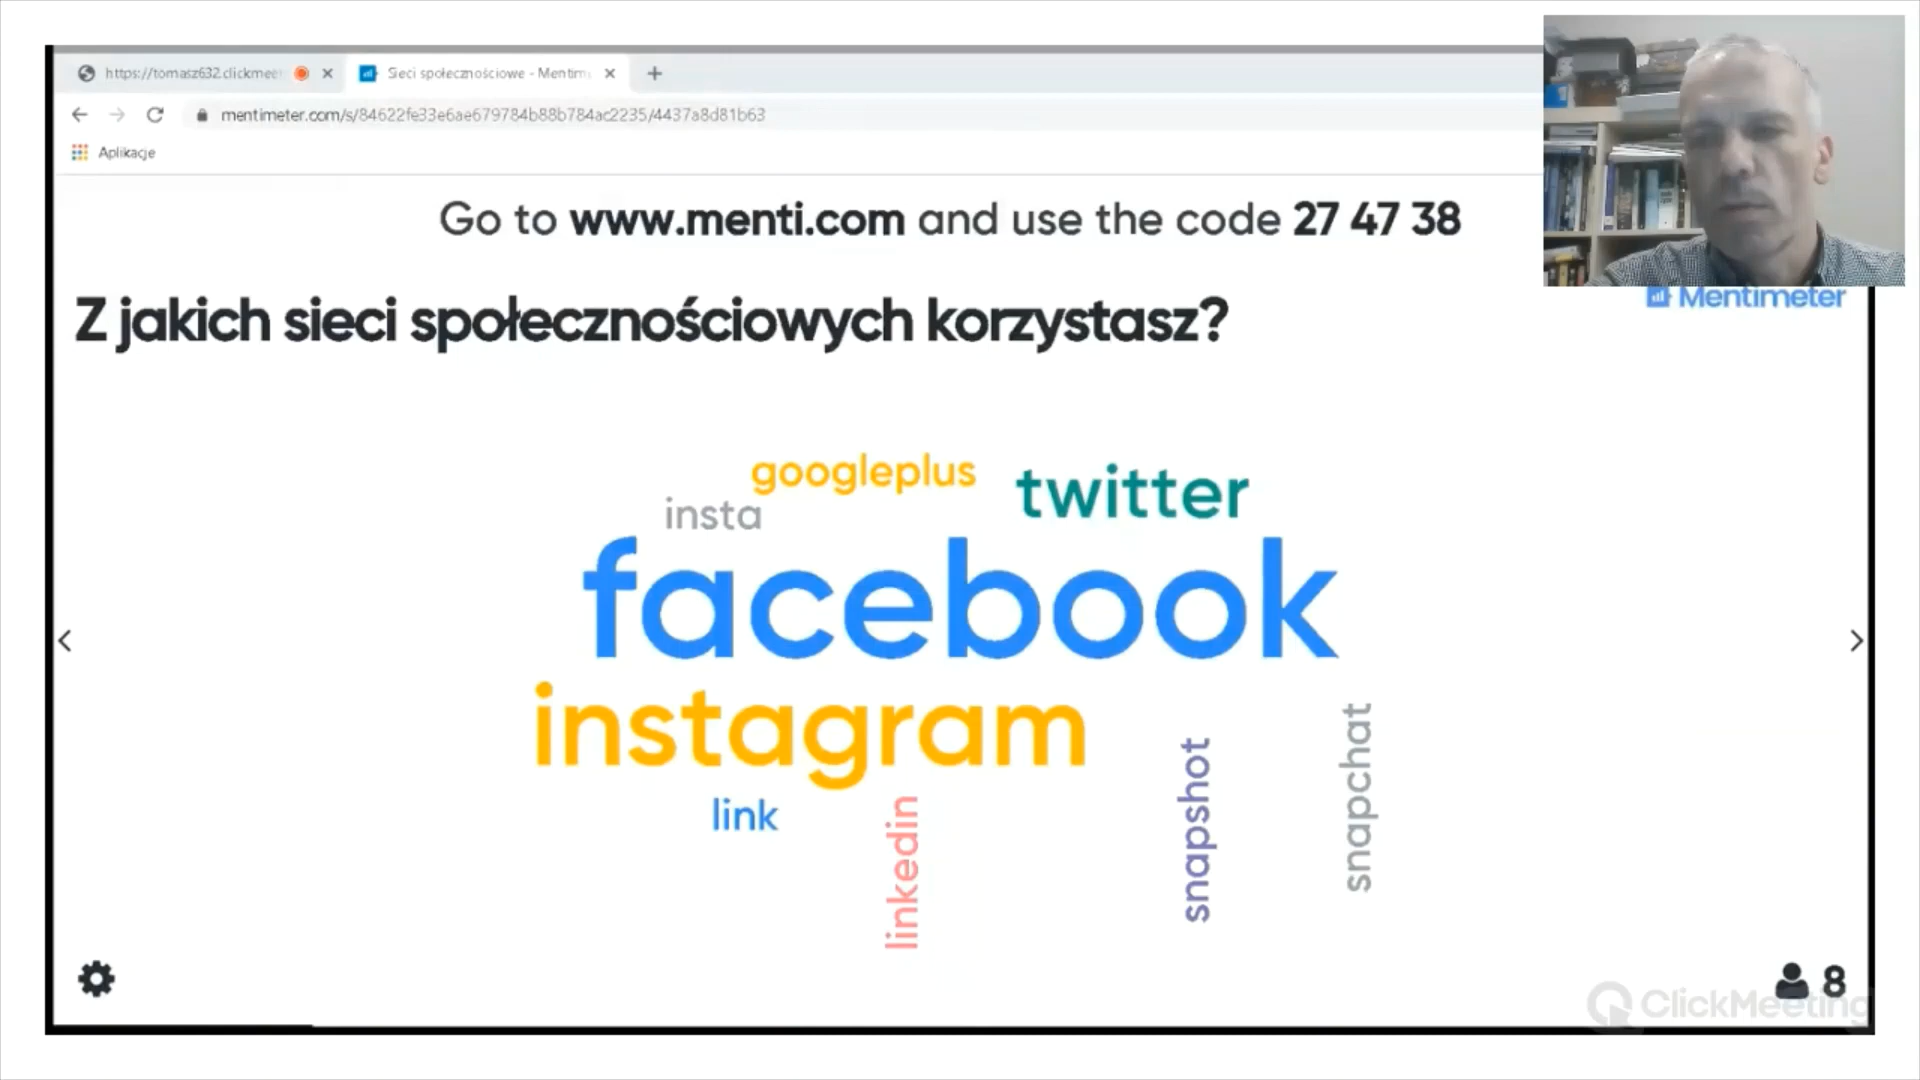 https://tomasz632.clickmee
Sieci społecznościowe - Mentim
mentimeter.com/s/84622fe33e6ae679784b88b784ac2235/4437a8d81b63
Aplikacje
Go to www.menti.com and use the code 27 47 38
Mentimeter
Z jakich sieci społecznościowych korzystasz?
googleplus
twitter
insta
facebook
instagram
link
linkedin
snapshot
snapchat
8
ClickMeeting